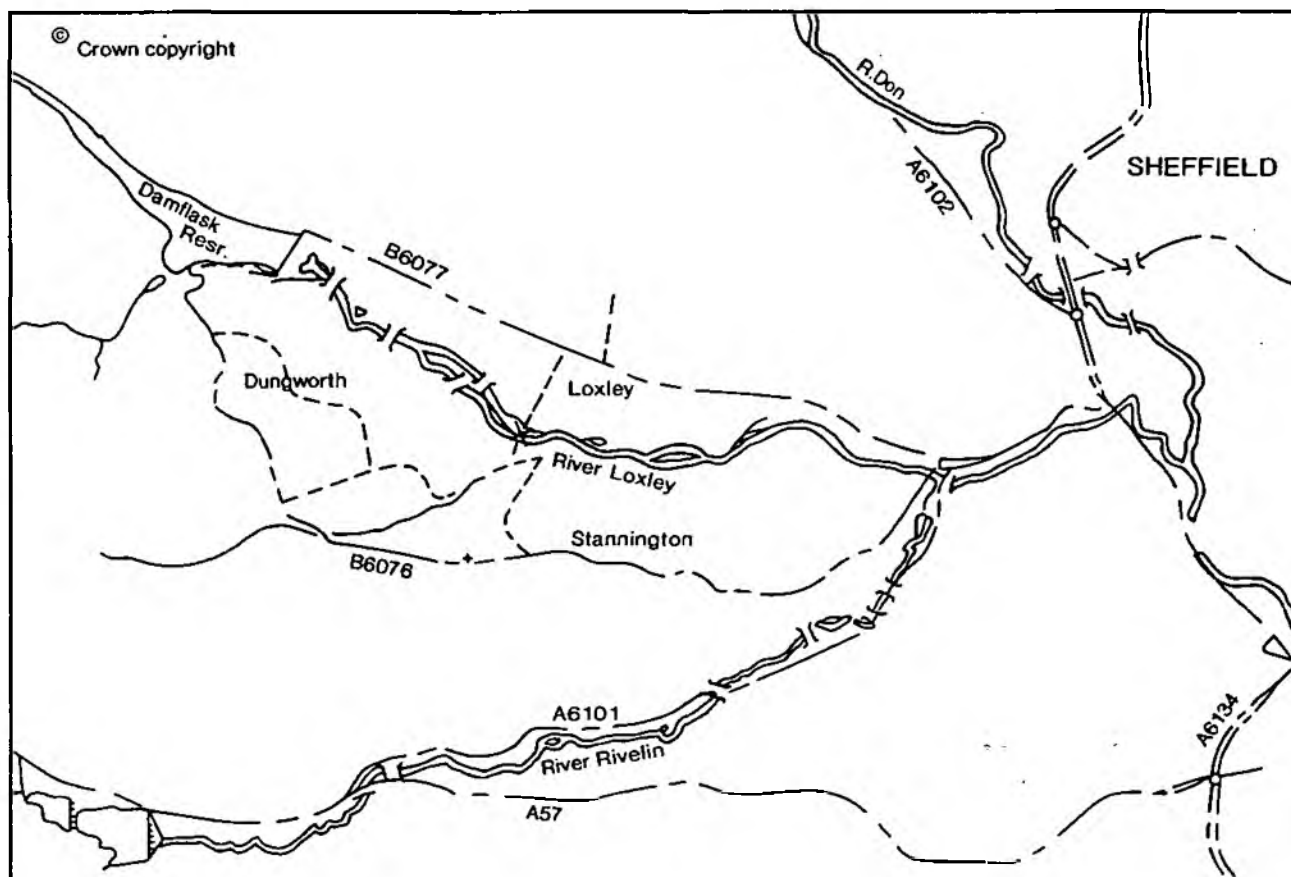 © Crown copyright
R.Don
SHEFFIELD
A6102
Damflask
Resr.
B6077
Dungworth
Loxley
River Loxley
Stannington
B6076
A6101
River Rivelin
A6134
A57